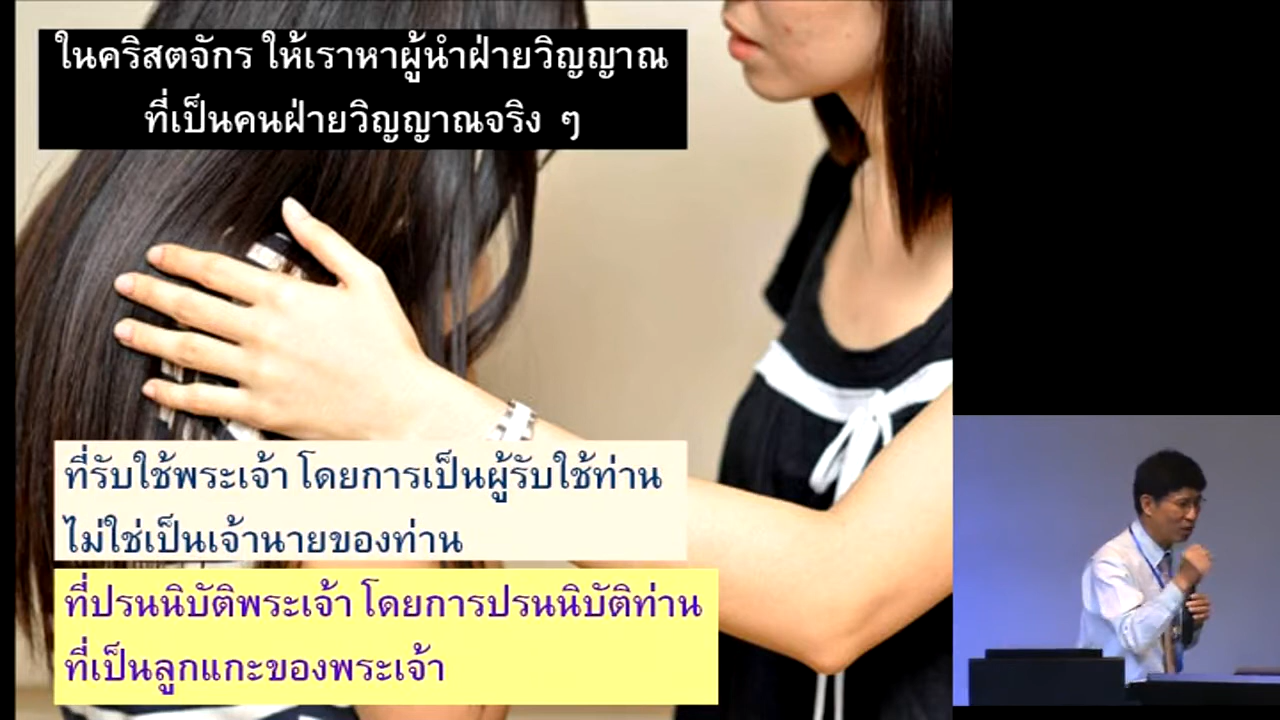 ในคริสตจักร ให้เราหาผู้นำฝ่ายวิญญาณ
ที่เป็นคนฝ่ายวิญญาณจริง ๆ
ที่รับใช้พระเจ้า โดยการเป็นผู้รับใช้ท่าน
ไม่ใช่เป็นเจ้านายของท่าน
ที่ปรนนิบัติพระเจ้า โดยการปรนนิบัติท่าน
ที่เป็นลูกแกะของพระเจ้า